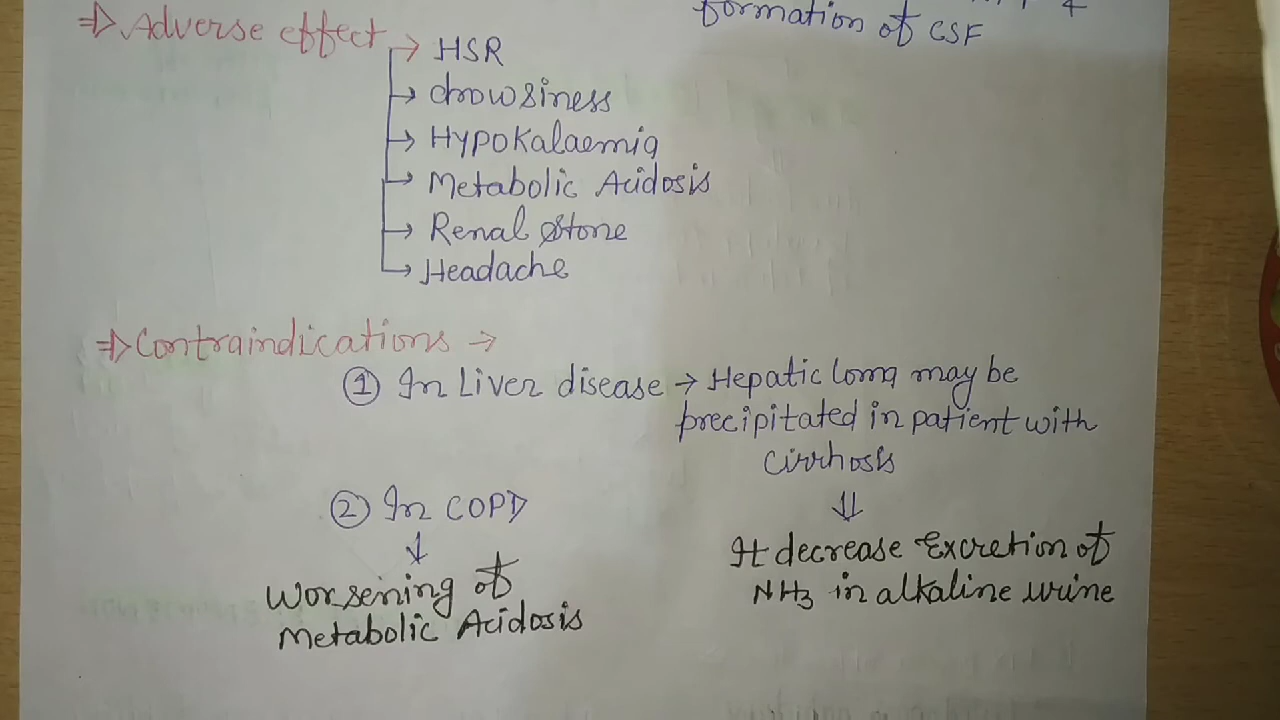 formation of CSF
⇒ Adverse effect → HSR
→ drowsiness
→ Hypokalaemia
→ Metabolic Acidosis
→ Renal stone
→ Headache
⇒ Contraindications →
① In Liver disease → Hepatic Coma may be
precipitated in patient with
cirrhosis
⇓
It decrease Excretion of
NH3 in alkaline urine
② In COPD
↓
Worsening of
Metabolic Acidosis